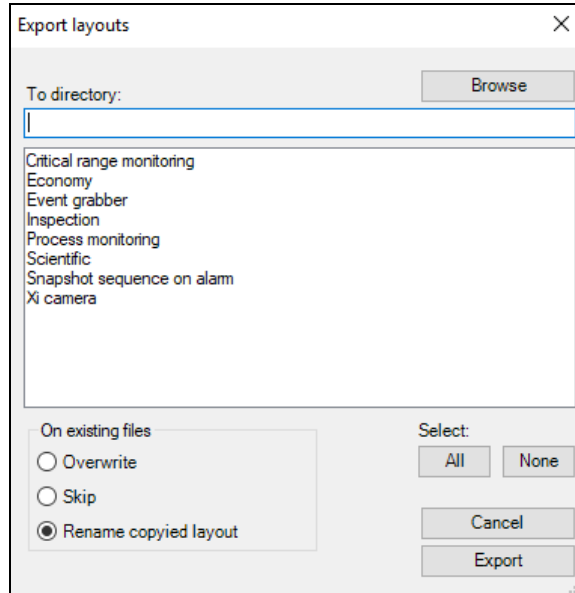 Export layouts
To directory:
Browse
Critical range monitoring
Economy
Event grabber
Inspection
Process monitoring
Scientific
Snapshot sequence on alarm
Xi camera
On existing files
Overwrite
Skip
Rename copyied layout
Select:
All None
Cancel
Export